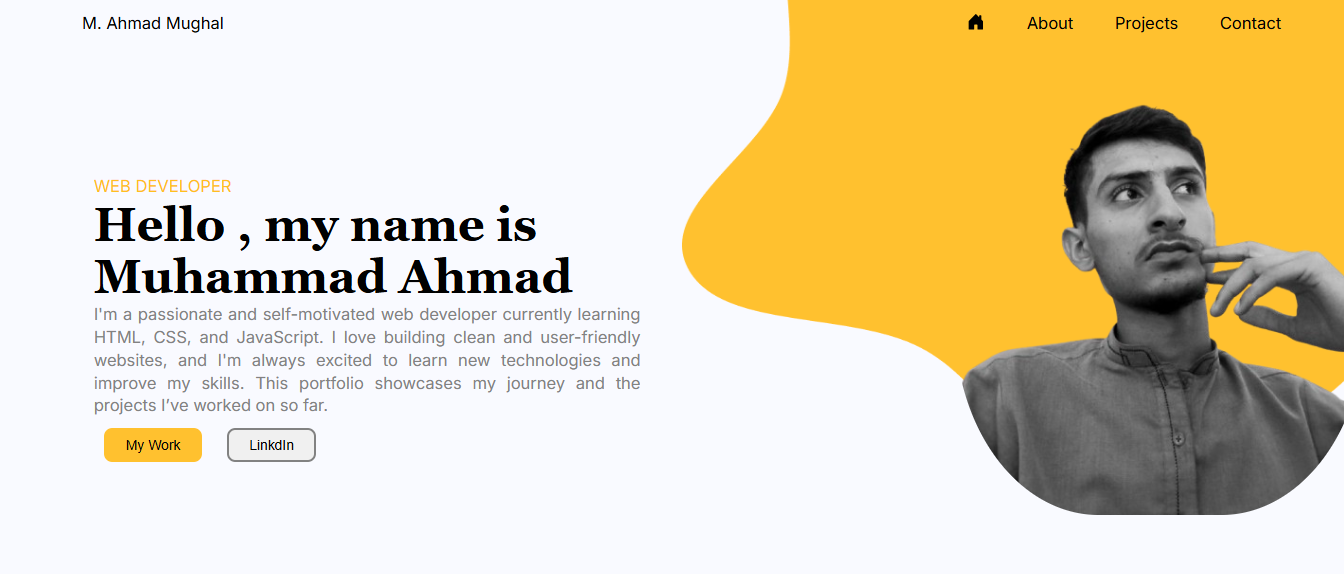 M. Ahmad Mughal
About
Projects
Contact
WEB DEVELOPER
Hello , my name is
Muhammad Ahmad
I'm a passionate and self-motivated web developer currently learning
HTML, CSS, and JavaScript. I love building clean and user-friendly
websites, and I'm always excited to learn new technologies and
improve my skills. This portfolio showcases my journey and the
projects I’ve worked on so far.
My Work
LinkdIn